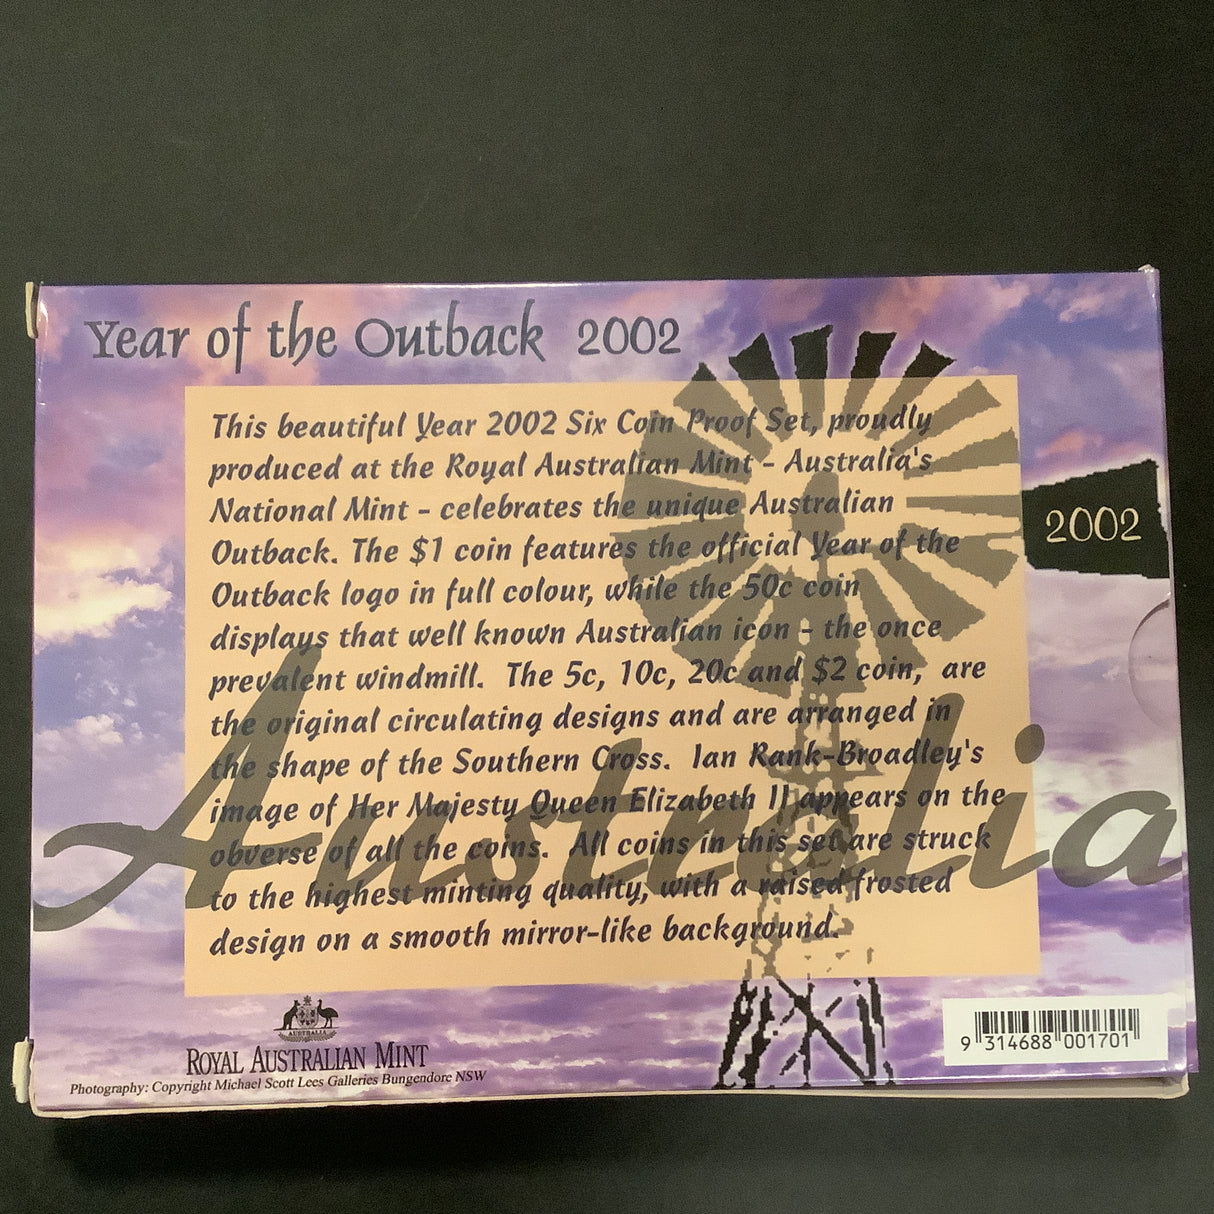 Year of the Outback 2002
This beautiful Year 2002 Six Coin Proof Set, proudly
produced at the Royal Australian Mint - Australia's
National Mint - celebrates the unique Australian
Outback. The $1 coin features the official Year of the
Outback logo in full colour, while the 50c coin
displays that well known Australian icon - the once
prevalent windmill. The 5c, 10c, 20c and $2 coin, are
the original circulating designs and are arranged in
the shape of the Southern Cross. Ian Rank-Broadley's
image of Her Majesty Queen Elizabeth II appears on the
obverse of all the coins. All coins in this set are struck
to the highest minting quality, with a raised frosted
design on a smooth mirror-like background.
2002
Australia
AUSTRALIA
ROYAL AUSTRALIAN MINT
Photography: Copyright Michael Scott Lees Galleries Bungendore NSW
9 314688 001701